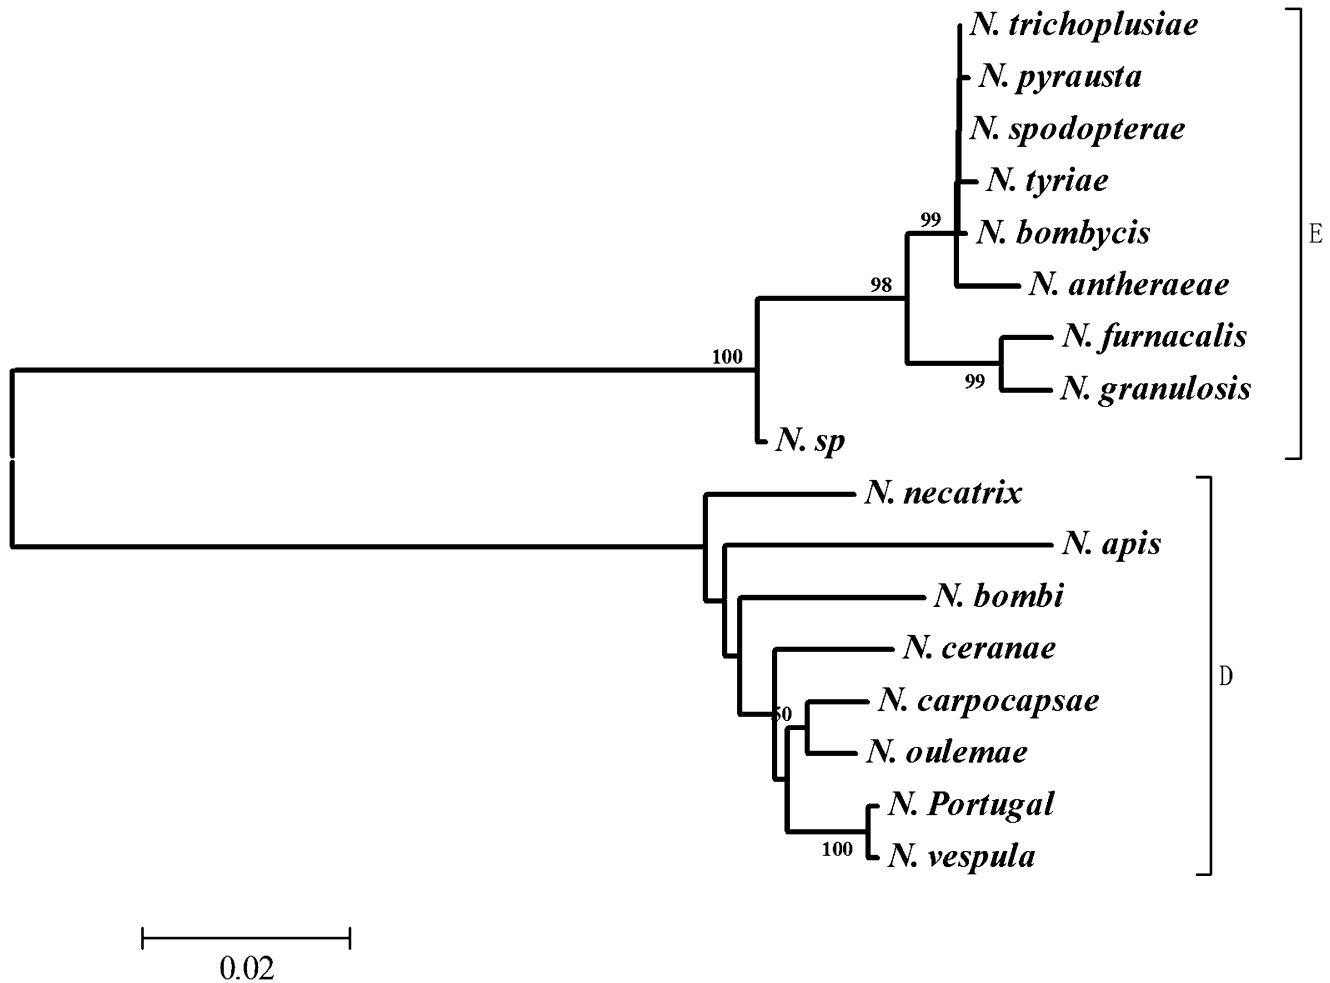 N. trichoplusiae
N. pyrausta
N. spodopterae
N. tyriae
99
N. bombycis
E
98
N. antheraeae
N. furnacalis
100
99
N. granulosis
N. sp
N. necatrix
N. apis
N. bombi
N. ceranae
D
N. carpocapsae
50
N. oulemae
N. Portugal
100
N. vespula
0.02